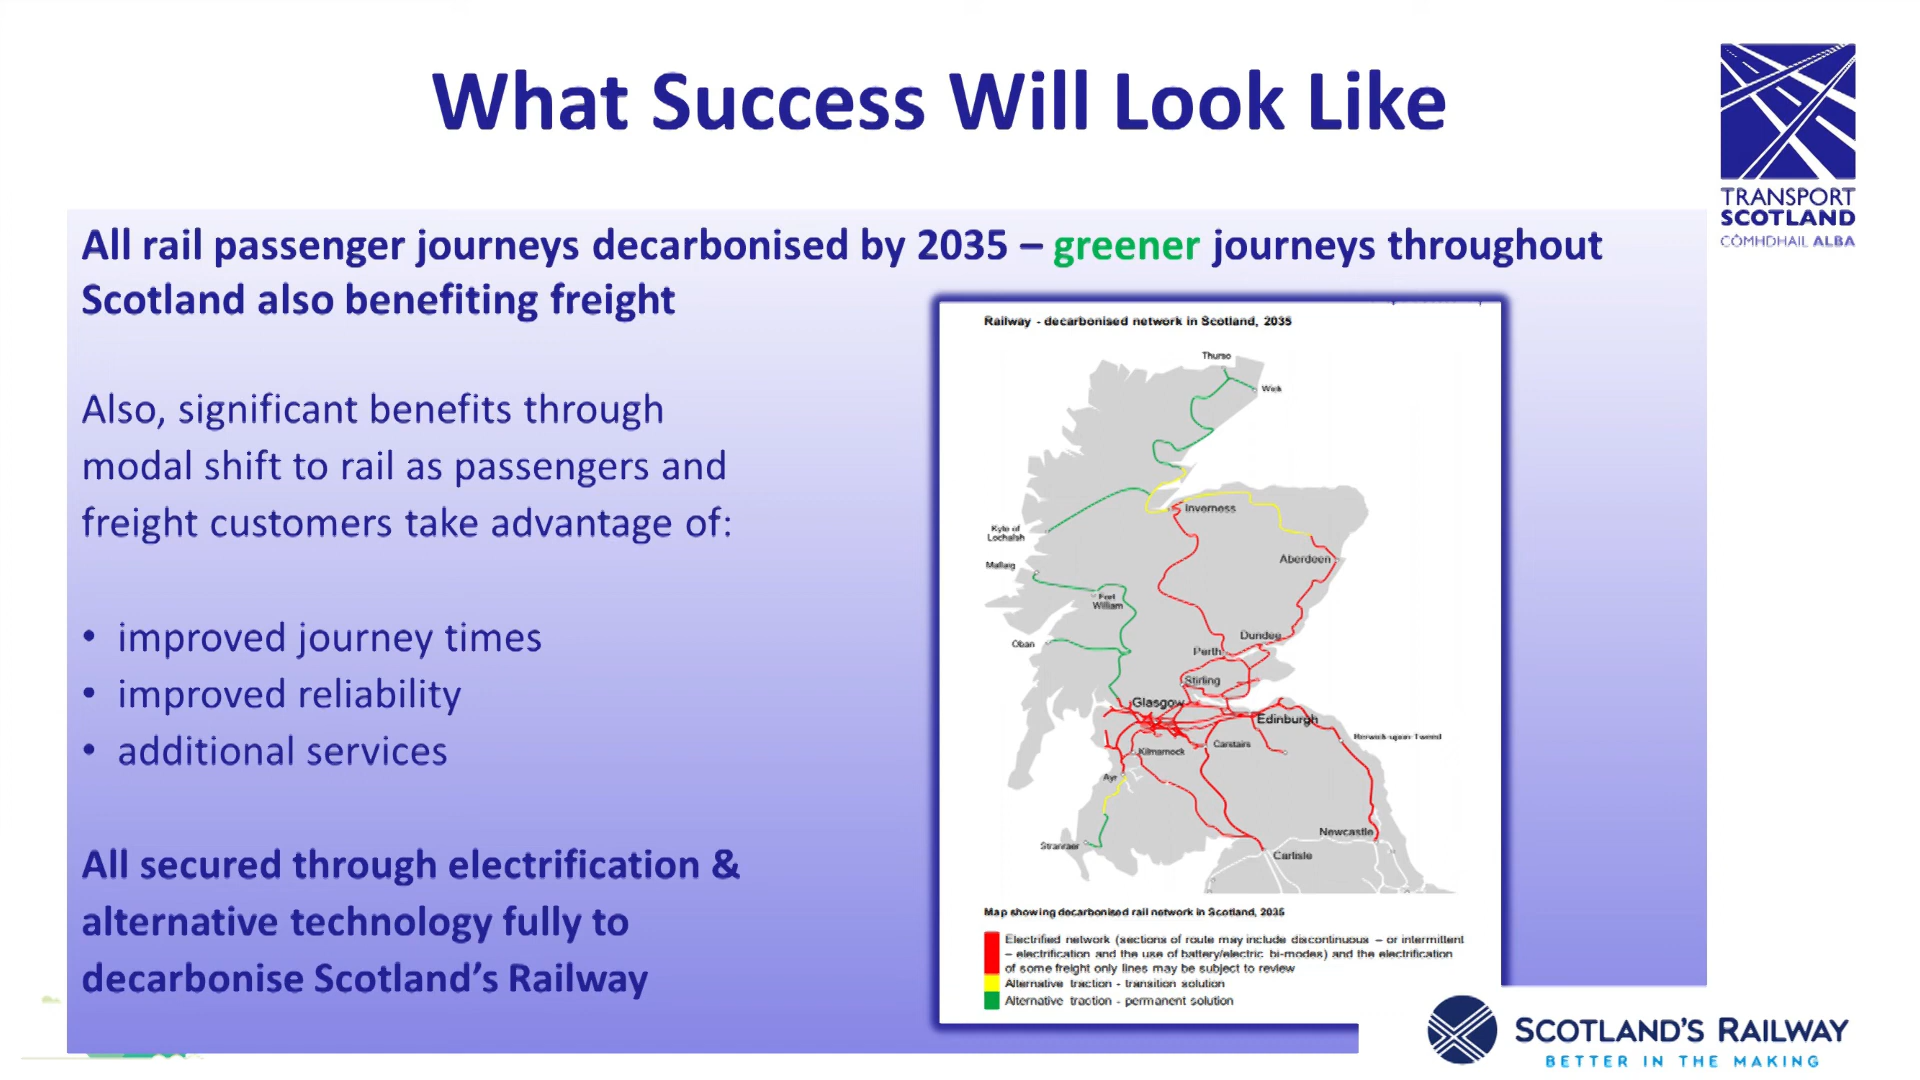 What Success Will Look Like
TRANSPORT
SCOTLAND
CÒMHDHAIL ALBA
All rail passenger journeys decarbonised by 2035 – greener journeys throughout
Scotland also benefiting freight
Also, significant benefits through
modal shift to rail as passengers and
freight customers take advantage of:
• improved journey times
• improved reliability
• additional services
All secured through electrification &
alternative technology fully to
decarbonise Scotland's Railway
Railway - decarbonised network in Scotland, 2035
Thurso
Wick
Inverness
Kyle of
Lochalsh
Aberdeen
Mallaig
Fort
William
Dundee
Oban
Perth
Stirling
Glasgow
Edinburgh
Berwick-upon-Tweed
Carstairs
Kilmarnock
Ayr
Newcastle
Stranraer
Carlisle
Map showing decarbonised rail network in Scotland, 2035
Electrified network (sections of route may include discontinuous – or intermittent
– electrification and the use of battery/electric bi-modes) and the electrification
of some freight only lines may be subject to review
Alternative traction - transition solution
Alternative traction - permanent solution
SCOTLAND'S RAILWAY
BETTER IN THE MAKING